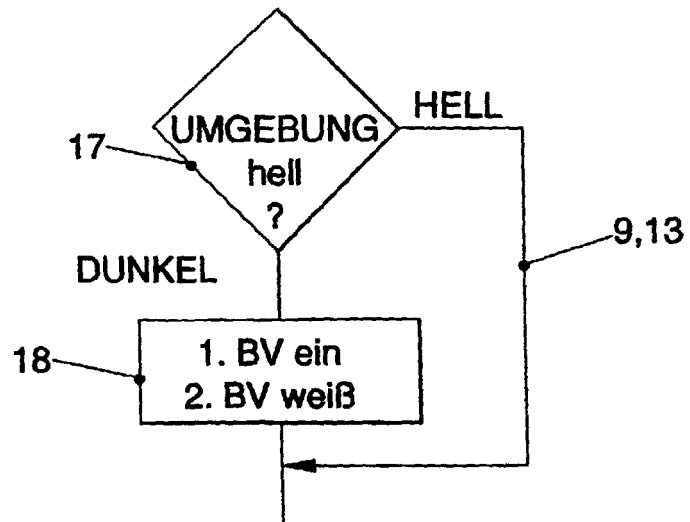 HELL
UMGEBUNG
hell
?
17
9,13
DUNKEL
1. BV ein
2. BV weiß
18